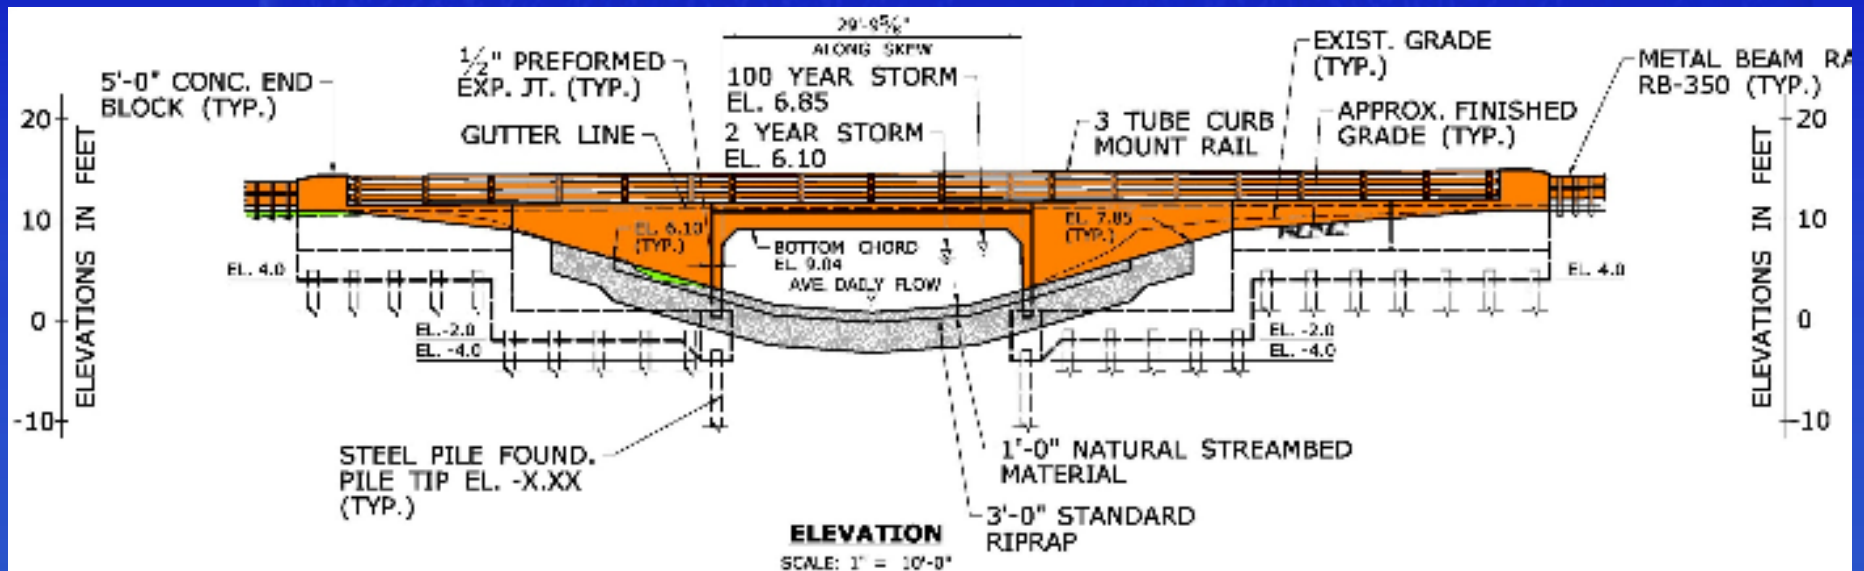 29'-9⅝"
ALONG SKEW
5'-0" CONC. END
BLOCK (TYP.)
½" PREFORMED
EXP. JT. (TYP.)
GUTTER LINE
100 YEAR STORM
EL. 6.85
2 YEAR STORM
EL. 6.10
3 TUBE CURB
MOUNT RAIL
EXIST. GRADE
(TYP.)
APPROX. FINISHED
GRADE (TYP.)
METAL BEAM RA
RB-350 (TYP.)
20
10
0
-10
ELEVATIONS IN FEET
20
10
0
-10
ELEVATIONS IN FEET
EL. 6.10
(TYP.)
EL. 7.85
(TYP.)
BOTTOM CHORD
EL 9.04
AVE. DAILY FLOW
EL. 4.0
EL. 4.0
EL. -2.0
EL. -4.0
EL. -2.0
EL. -4.0
STEEL PILE FOUND.
PILE TIP EL. -X.XX
(TYP.)
1'-0" NATURAL STREAMBED
MATERIAL
3'-0" STANDARD
RIPRAP
ELEVATION
SCALE: 1" = 10'-0"